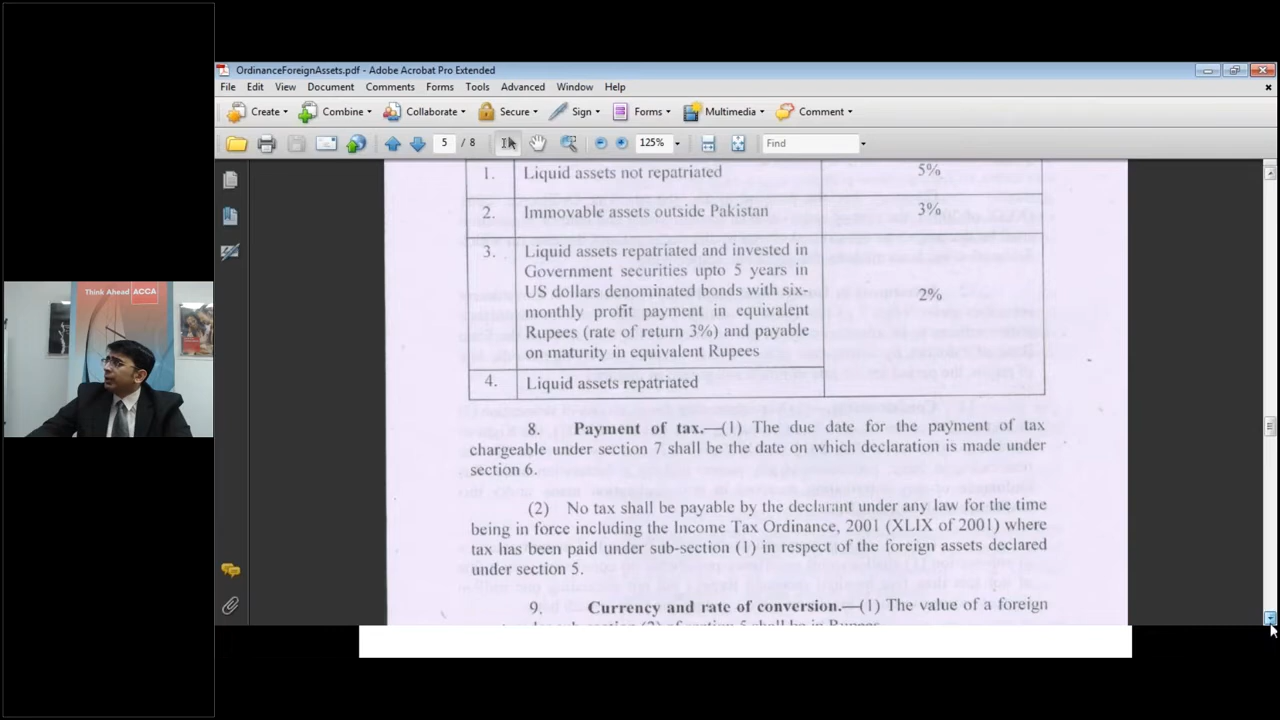 OrdinanceForeignAssets.pdf - Adobe Acrobat Pro Extended
File Edit View Document Comments Forms Tools Advanced Window Help
Create Combine Collaborate Secure Sign Forms Multimedia Comment
5 / 8 125% Find
1. Liquid assets not repatriated 5%
2. Immovable assets outside Pakistan 3%
3. Liquid assets repatriated and invested in
Government securities upto 5 years in
US dollars denominated bonds with six-
monthly profit payment in equivalent
Rupees (rate of return 3%) and payable
on maturity in equivalent Rupees
2%
4. Liquid assets repatriated
8. Payment of tax.—(1) The due date for the payment of tax
chargeable under section 7 shall be the date on which declaration is made under
section 6.
(2) No tax shall be payable by the declarant under any law for the time
being in force including the Income Tax Ordinance, 2001 (XLIX of 2001) where
tax has been paid under sub-section (1) in respect of the foreign assets declared
under section 5.
9. Currency and rate of conversion.—(1) The value of a foreign
section 5 shall be in Rupees
Think Ahead ACCA